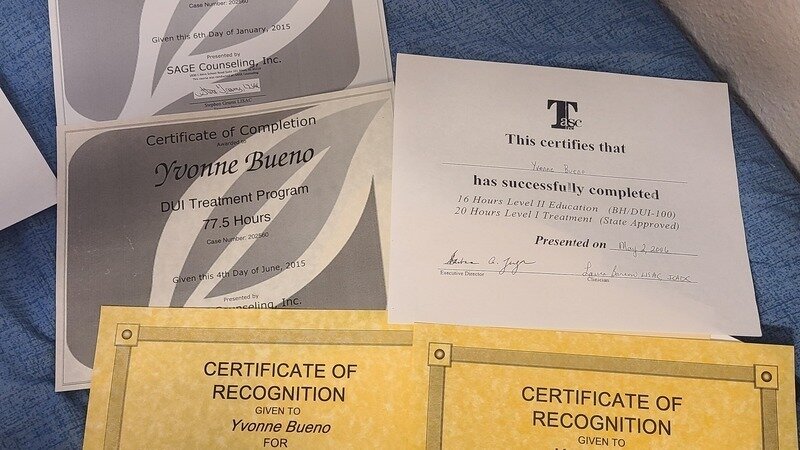 Case Number: 202560
Given this 6th Day of January, 2015
Presented by
SAGE Counseling, Inc.
Certificate of Completion
Awarded to
Yvonne Bueno
DUI Treatment Program
77.5 Hours
Case Number: 202560
Given this 4th Day of June, 2015
Presented by
Counseling, Inc.
Tasc
This certifies that
Yvonne Bueno
has successfully completed
16 Hours Level II Education (BH/DUI-100)
20 Hours Level I Treatment (State Approved)
Presented on May 2, 2006
Executive Director
Clinician
CERTIFICATE OF
RECOGNITION
GIVEN TO
Yvonne Bueno
FOR
CERTIFICATE OF
RECOGNITION
GIVEN TO